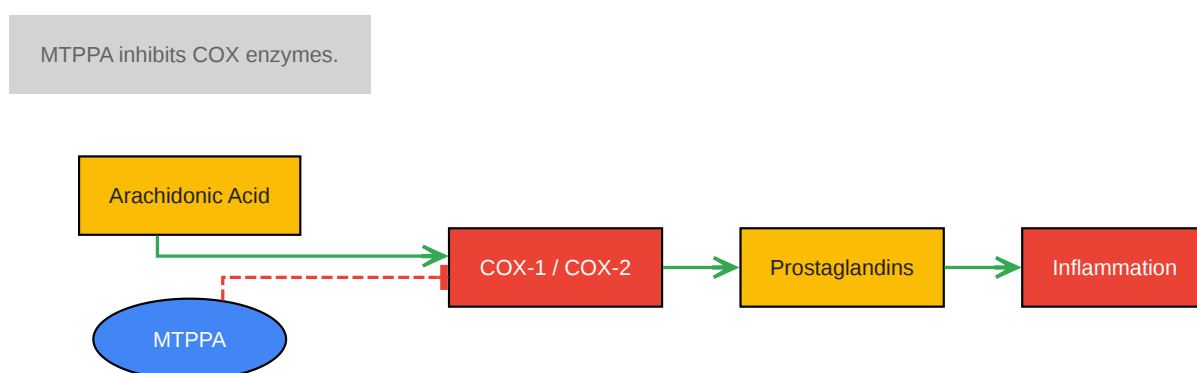 MTPPA inhibits COX enzymes.
Arachidonic Acid
COX-1 / COX-2
Prostaglandins
Inflammation
MTPPA